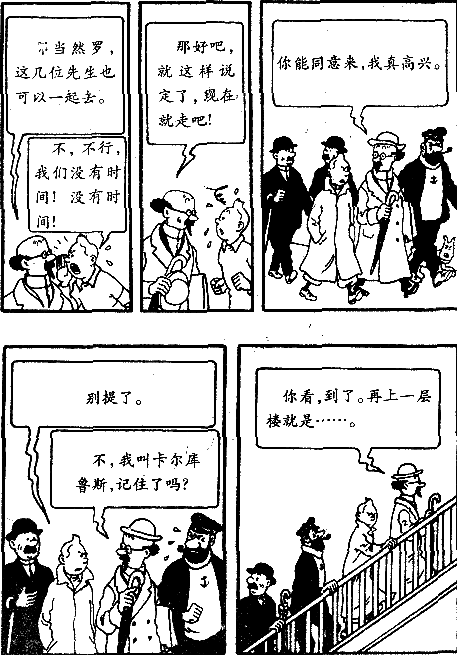 当然罗，
这几位先生也
可以一起去。
不，不行，
我们没有时
间！没有时
间！
那好吧，
就这样说
定了，现在
就走吧！
你能同意来，我真高兴。
别提了。
不，我叫卡尔库
鲁斯，记住了吗？
你看，到了。再上一层
楼就是……。